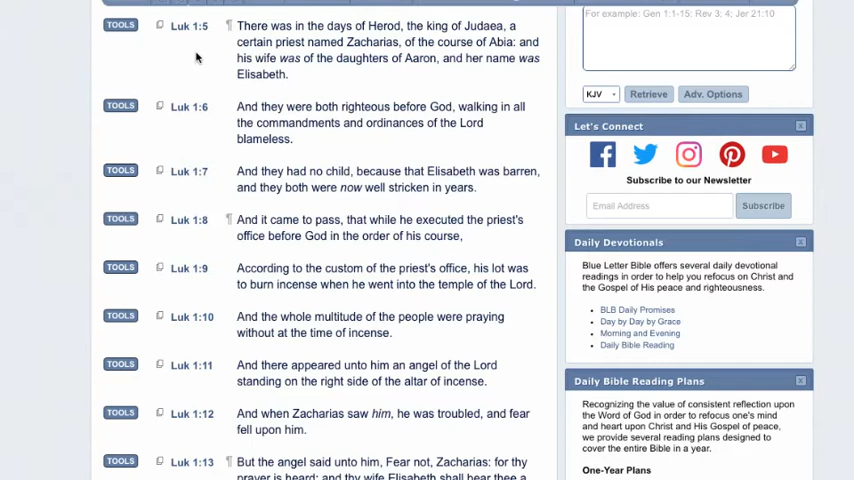 TOOLS Luk 1:5 ¶ There was in the days of Herod, the king of Judaea, a
certain priest named Zacharias, of the course of Abia: and
his wife was of the daughters of Aaron, and her name was
Elisabeth.
TOOLS Luk 1:6 And they were both righteous before God, walking in all
the commandments and ordinances of the Lord
blameless.
TOOLS Luk 1:7 And they had no child, because that Elisabeth was barren,
and they both were now well stricken in years.
TOOLS Luk 1:8 ¶ And it came to pass, that while he executed the priest's
office before God in the order of his course,
TOOLS Luk 1:9 According to the custom of the priest's office, his lot was
to burn incense when he went into the temple of the Lord.
TOOLS Luk 1:10 And the whole multitude of the people were praying
without at the time of incense.
TOOLS Luk 1:11 And there appeared unto him an angel of the Lord
standing on the right side of the altar of incense.
TOOLS Luk 1:12 And when Zacharias saw him, he was troubled, and fear
fell upon him.
TOOLS Luk 1:13 ¶ But the angel said unto him, Fear not, Zacharias: for thy
prayer is heard; and thy wife Elisabeth shall bear thee a
For example: Gen 1:1-15; Rev 3; 4; Jer 21:10
KJV Retrieve Adv. Options
Let's Connect
Subscribe to our Newsletter
Email Address Subscribe
Daily Devotionals
Blue Letter Bible offers several daily devotional
readings in order to help you refocus on Christ and
the Gospel of His peace and righteousness.
• BLB Daily Promises
• Day by Day by Grace
• Morning and Evening
• Daily Bible Reading
Daily Bible Reading Plans
Recognizing the value of consistent reflection upon
the Word of God in order to refocus one's mind
and heart upon Christ and His Gospel of peace,
we provide several reading plans designed to
cover the entire Bible in a year.
One-Year Plans